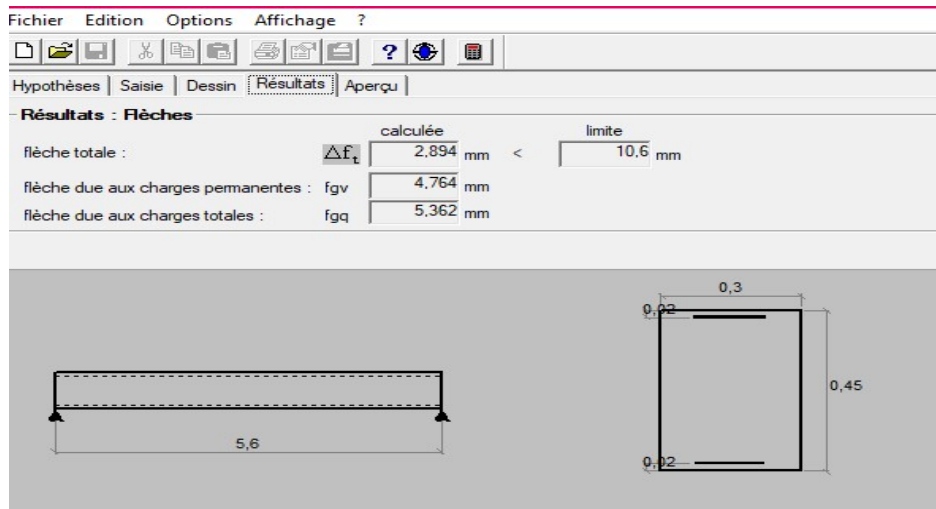 Fichier Edition Options Affichage ?
Hypothèses Saisie Dessin Résultats Aperçu
Résultats : Flèches
calculée limite
flèche totale : △f_t 2,894 mm < 10,6 mm
flèche due aux charges permanentes : fgv 4,764 mm
flèche due aux charges totales : fgq 5,362 mm
0,3
0,02
0,45
5,6
0,02